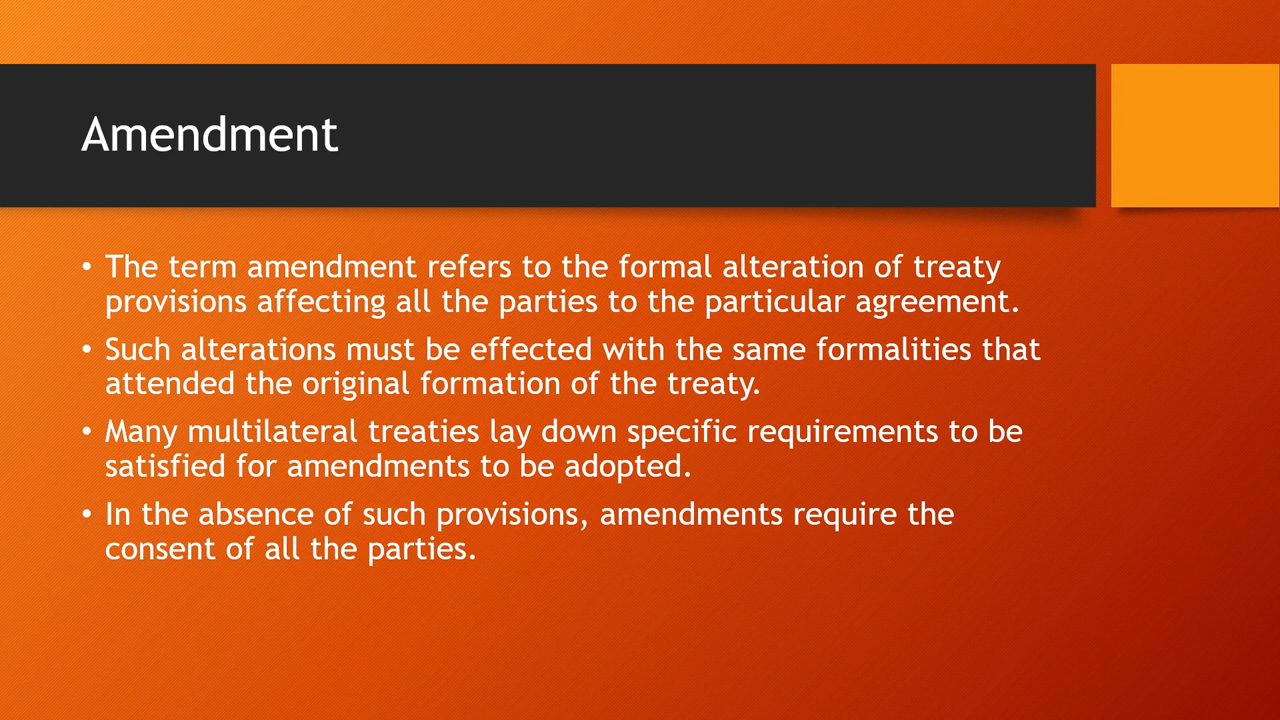 Amendment
• The term amendment refers to the formal alteration of treaty
provisions affecting all the parties to the particular agreement.
• Such alterations must be effected with the same formalities that
attended the original formation of the treaty.
• Many multilateral treaties lay down specific requirements to be
satisfied for amendments to be adopted.
• In the absence of such provisions, amendments require the
consent of all the parties.